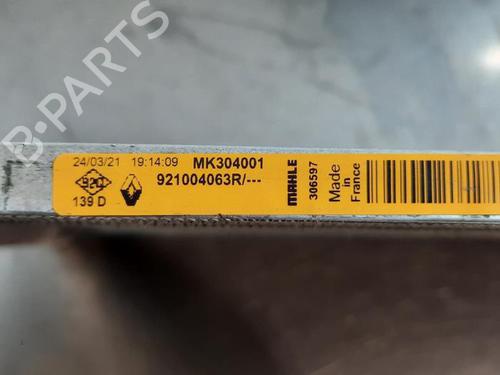 B-PARTS
24/03/21 19:14:09 MK304001
921004063R/---
139 D
MAHLE
306597
Made
in
France